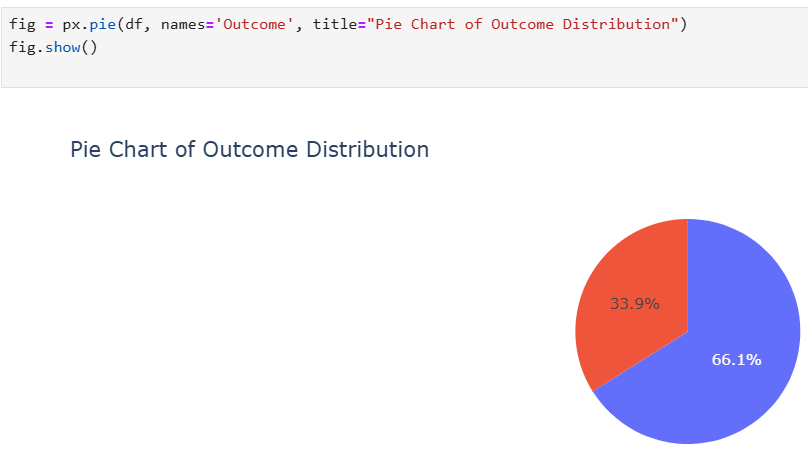 fig = px.pie(df, names='Outcome', title="Pie Chart of Outcome Distribution")
fig.show()
Pie Chart of Outcome Distribution
33.9%
66.1%